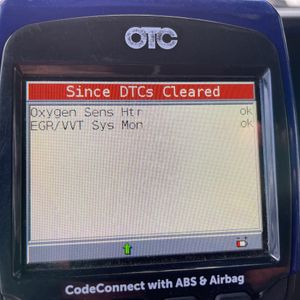 OTC
Since DTCs Cleared
Oxygen Sens Htr ok
EGR/VVT Sys Mon ok
CodeConnect with ABS & Airbag